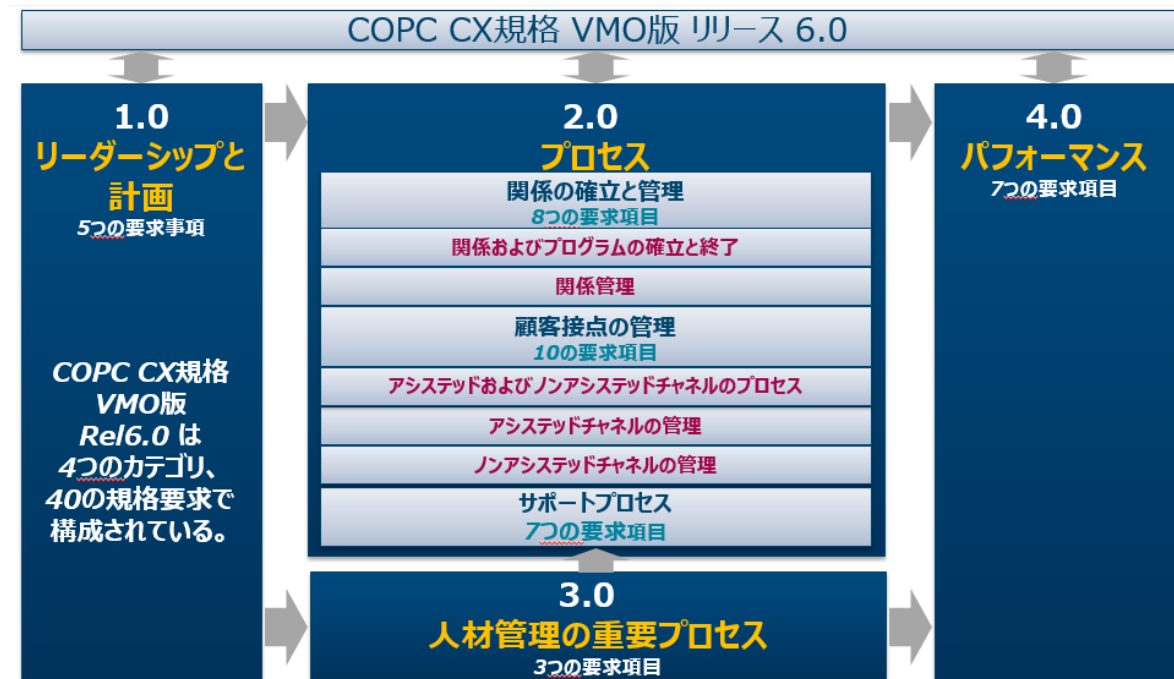 COPC CX規格 VMO版 リリース 6.0
1.0
リーダーシップと
計画
5つの要求事項
COPC CX規格
VMO版
Rel6.0 は
4つのカテゴリ、
40の規格要求で
構成されている。
2.0
プロセス
関係の確立と管理
8つの要求項目
関係およびプログラムの確立と終了
関係管理
顧客接点の管理
10の要求項目
アシステッドおよびノンアシステッドチャネルのプロセス
アシステッドチャネルの管理
ノンアシステッドチャネルの管理
サポートプロセス
7つの要求項目
3.0
人材管理の重要プロセス
3つの要求項目
4.0
パフォーマンス
7つの要求項目